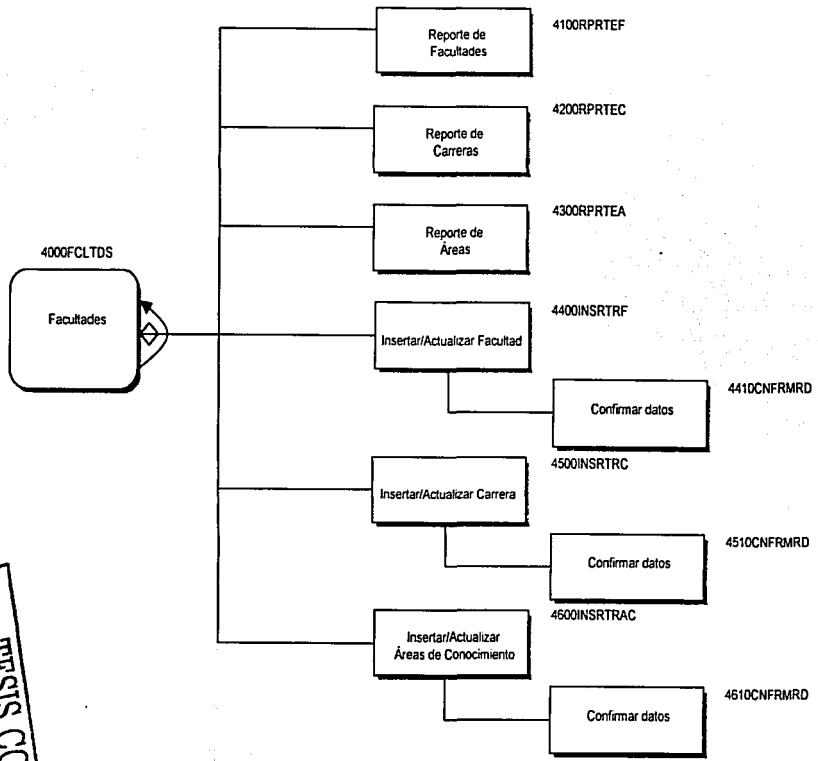 Reporte de
Facultades
4100RPRTEF
Reporte de
Carreras
4200RPRTEC
Reporte de
Áreas
4300RPRTEA
4000FCLTDS
Facultades
Insertar/Actualizar Facultad
4400INSRTRF
Confirmar datos
4410CNFRMRD
Insertar/Actualizar Carrera
4500INSRTRC
Confirmar datos
4510CNFRMRD
Insertar/Actualizar
Áreas de Conocimiento
4600INSRTRAC
Confirmar datos
4610CNFRMRD
TESIS